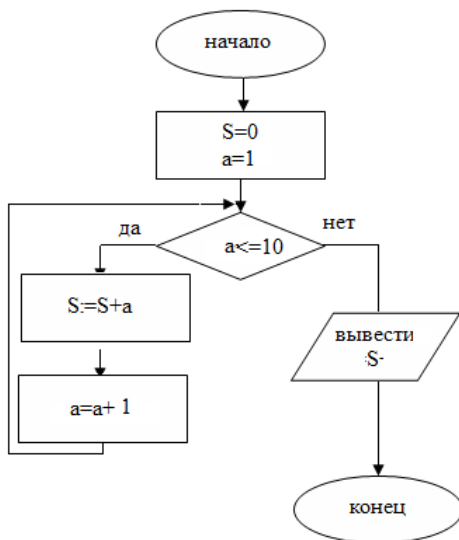 начало
S=0
a=1
a<=10
да
нет
S:=S+a
a=a+ 1
вывести
S
конец